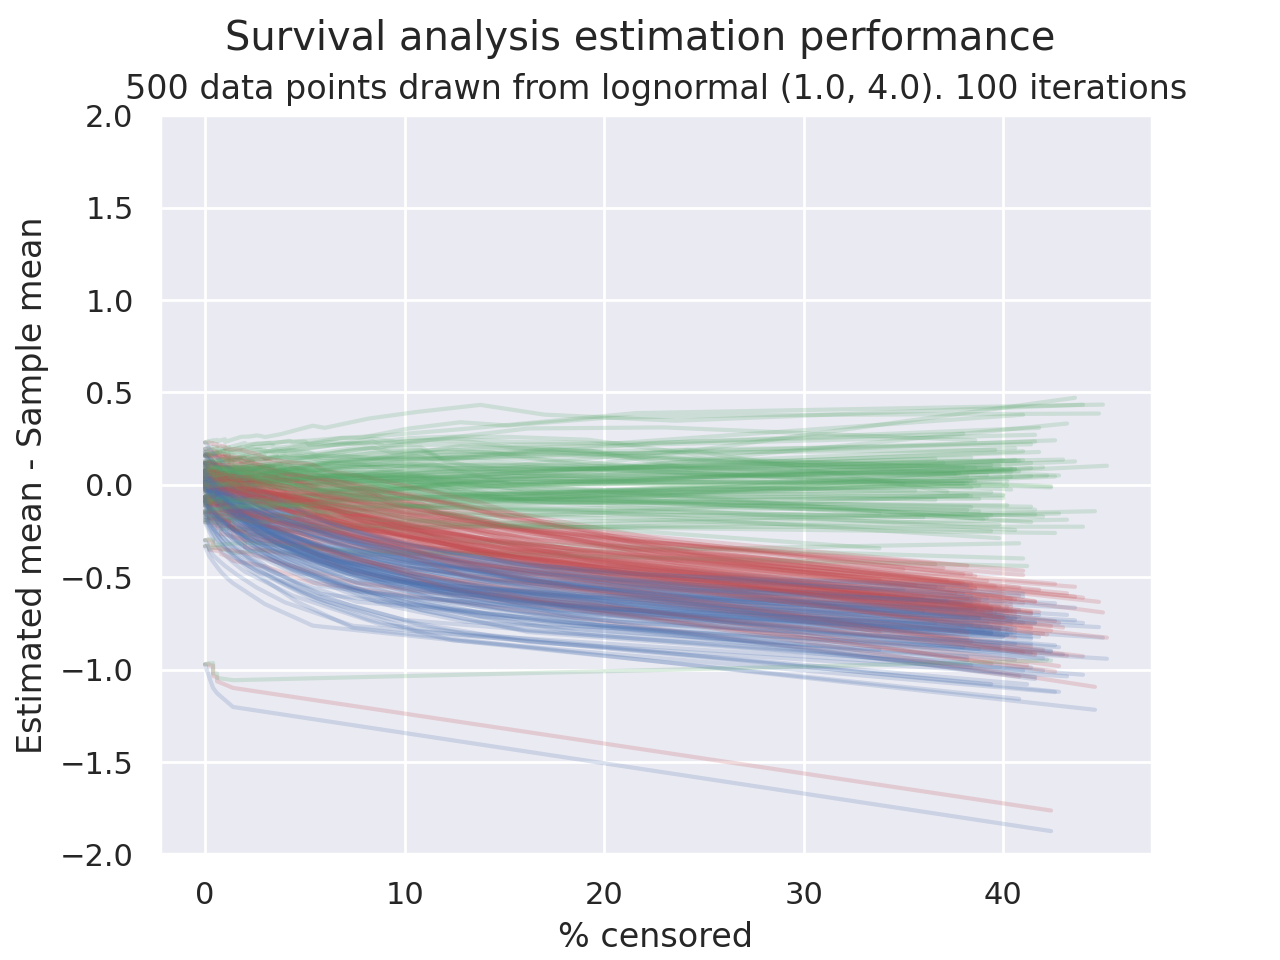 Survival analysis estimation performance
500 data points drawn from lognormal (1.0, 4.0). 100 iterations
2.0
1.5
1.0
0.5
0.0
−0.5
−1.0
−1.5
−2.0
Estimated mean - Sample mean
0 10 20 30 40
% censored